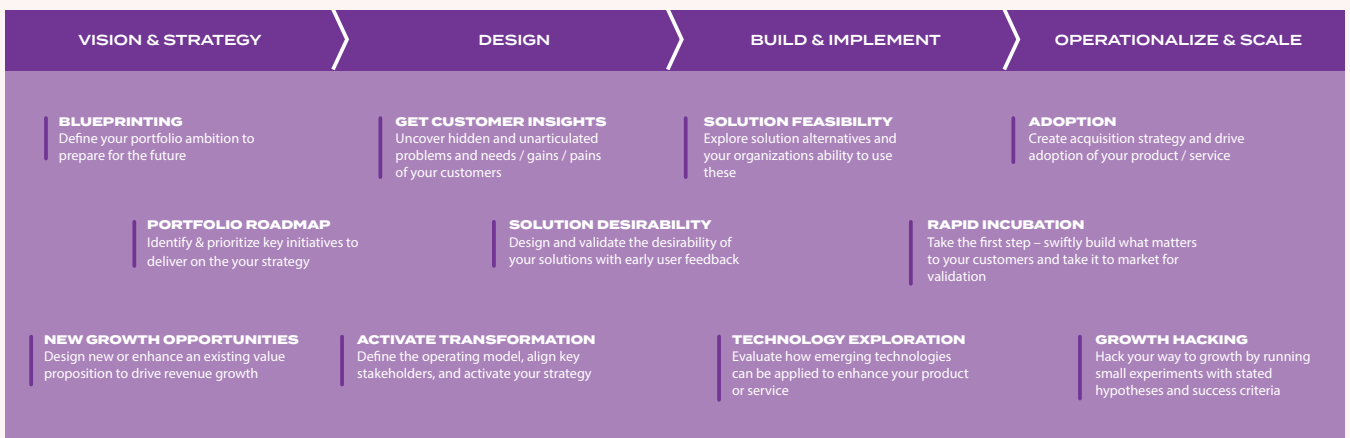 VISION & STRATEGY
DESIGN
BUILD & IMPLEMENT
OPERATIONALIZE & SCALE
BLUEPRINTING
Define your portfolio ambition to
prepare for the future
GET CUSTOMER INSIGHTS
Uncover hidden and unarticulated
problems and needs / gains / pains
of your customers
SOLUTION FEASIBILITY
Explore solution alternatives and
your organizations ability to use
these
ADOPTION
Create acquisition strategy and drive
adoption of your product / service
PORTFOLIO ROADMAP
Identify & prioritize key initiatives to
deliver on the your strategy
SOLUTION DESIRABILITY
Design and validate the desirability of
your solutions with early user feedback
RAPID INCUBATION
Take the first step – swiftly build what matters
to your customers and take it to market for
validation
NEW GROWTH OPPORTUNITIES
Design new or enhance an existing value
proposition to drive revenue growth
ACTIVATE TRANSFORMATION
Define the operating model, align key
stakeholders, and activate your strategy
TECHNOLOGY EXPLORATION
Evaluate how emerging technologies
can be applied to enhance your product
or service
GROWTH HACKING
Hack your way to growth by running
small experiments with stated
hypotheses and success criteria